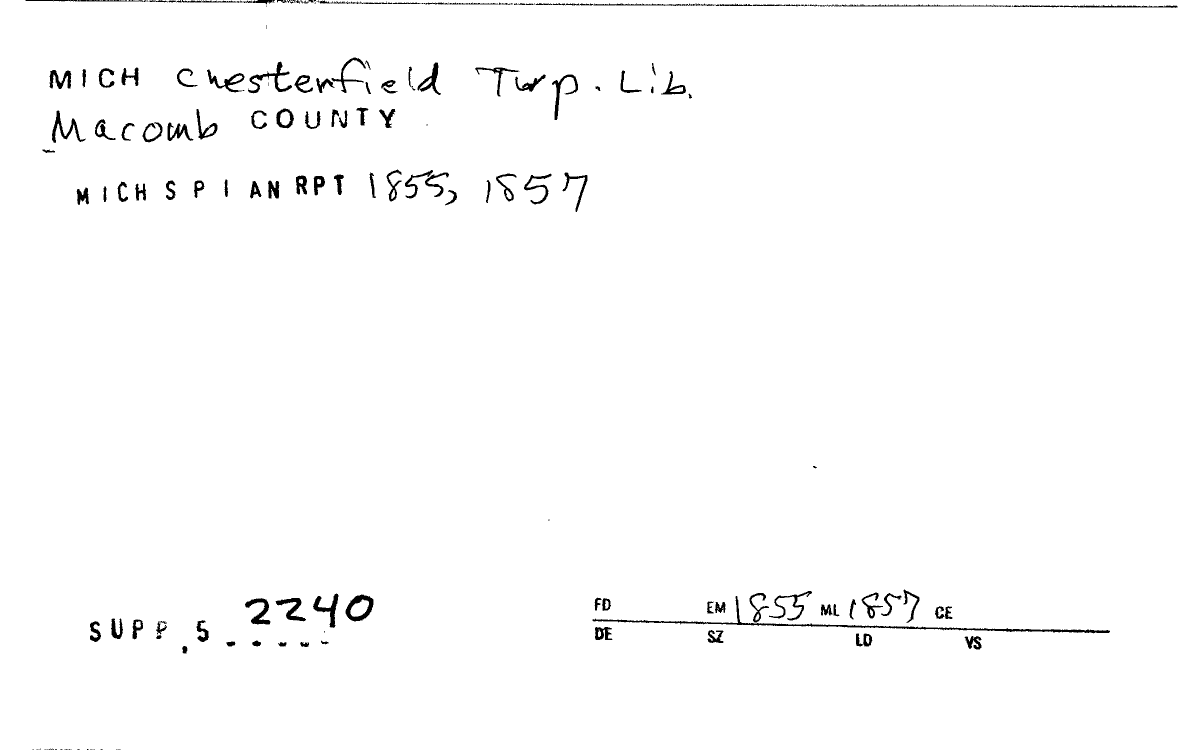 MICH Chesterfield Twp. Lib.
Macomb COUNTY
MICH S P I AN RPT 1855, 1857
SUPP, 5 2240
FD EM 1855 ML 1857 CE
DE SZ LD VS